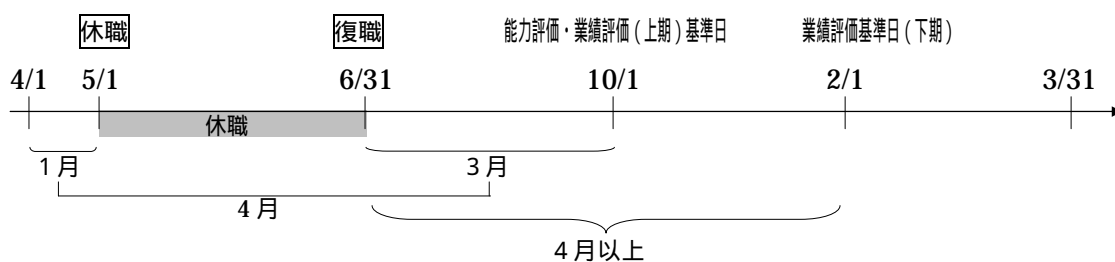 休職 復職 能力評価・業績評価(上期)基準日 業績評価基準日(下期)
4/1 5/1 6/31 10/1 2/1 3/31
休職
1月 3月
4月
4月以上